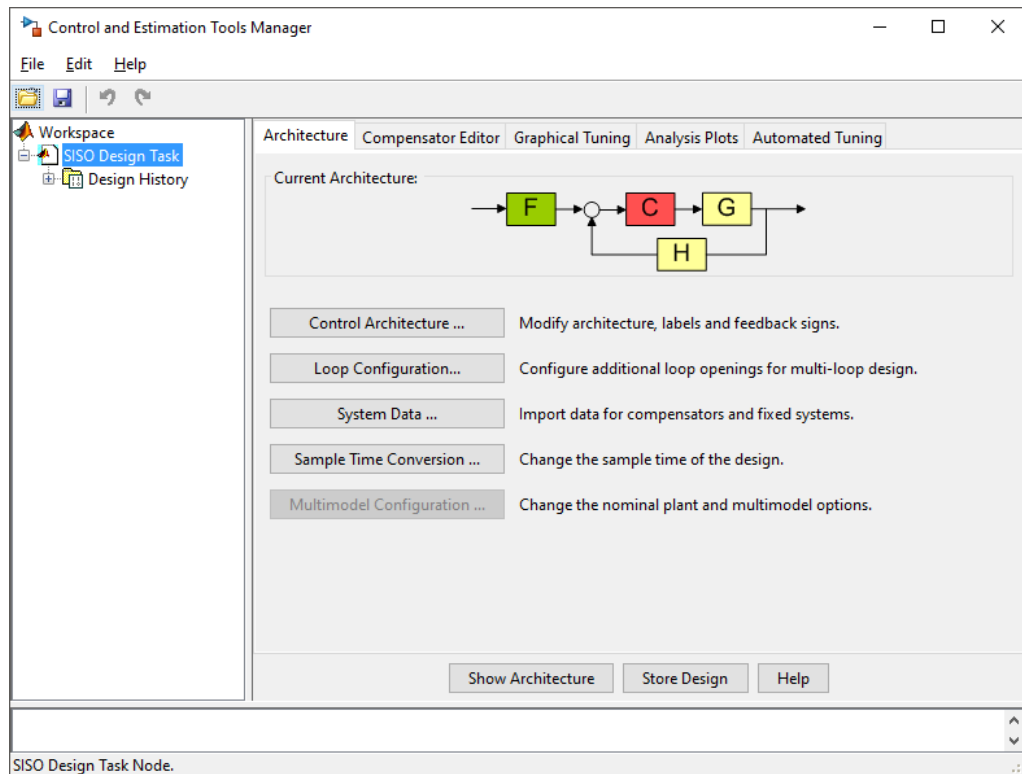 Control and Estimation Tools Manager
File Edit Help
Workspace
SISO Design Task
Design History
Architecture Compensator Editor Graphical Tuning Analysis Plots Automated Tuning
Current Architecture:
F C G
H
Control Architecture ... Modify architecture, labels and feedback signs.
Loop Configuration... Configure additional loop openings for multi-loop design.
System Data ... Import data for compensators and fixed systems.
Sample Time Conversion ... Change the sample time of the design.
Multimodel Configuration ... Change the nominal plant and multimodel options.
Show Architecture Store Design Help
SISO Design Task Node.